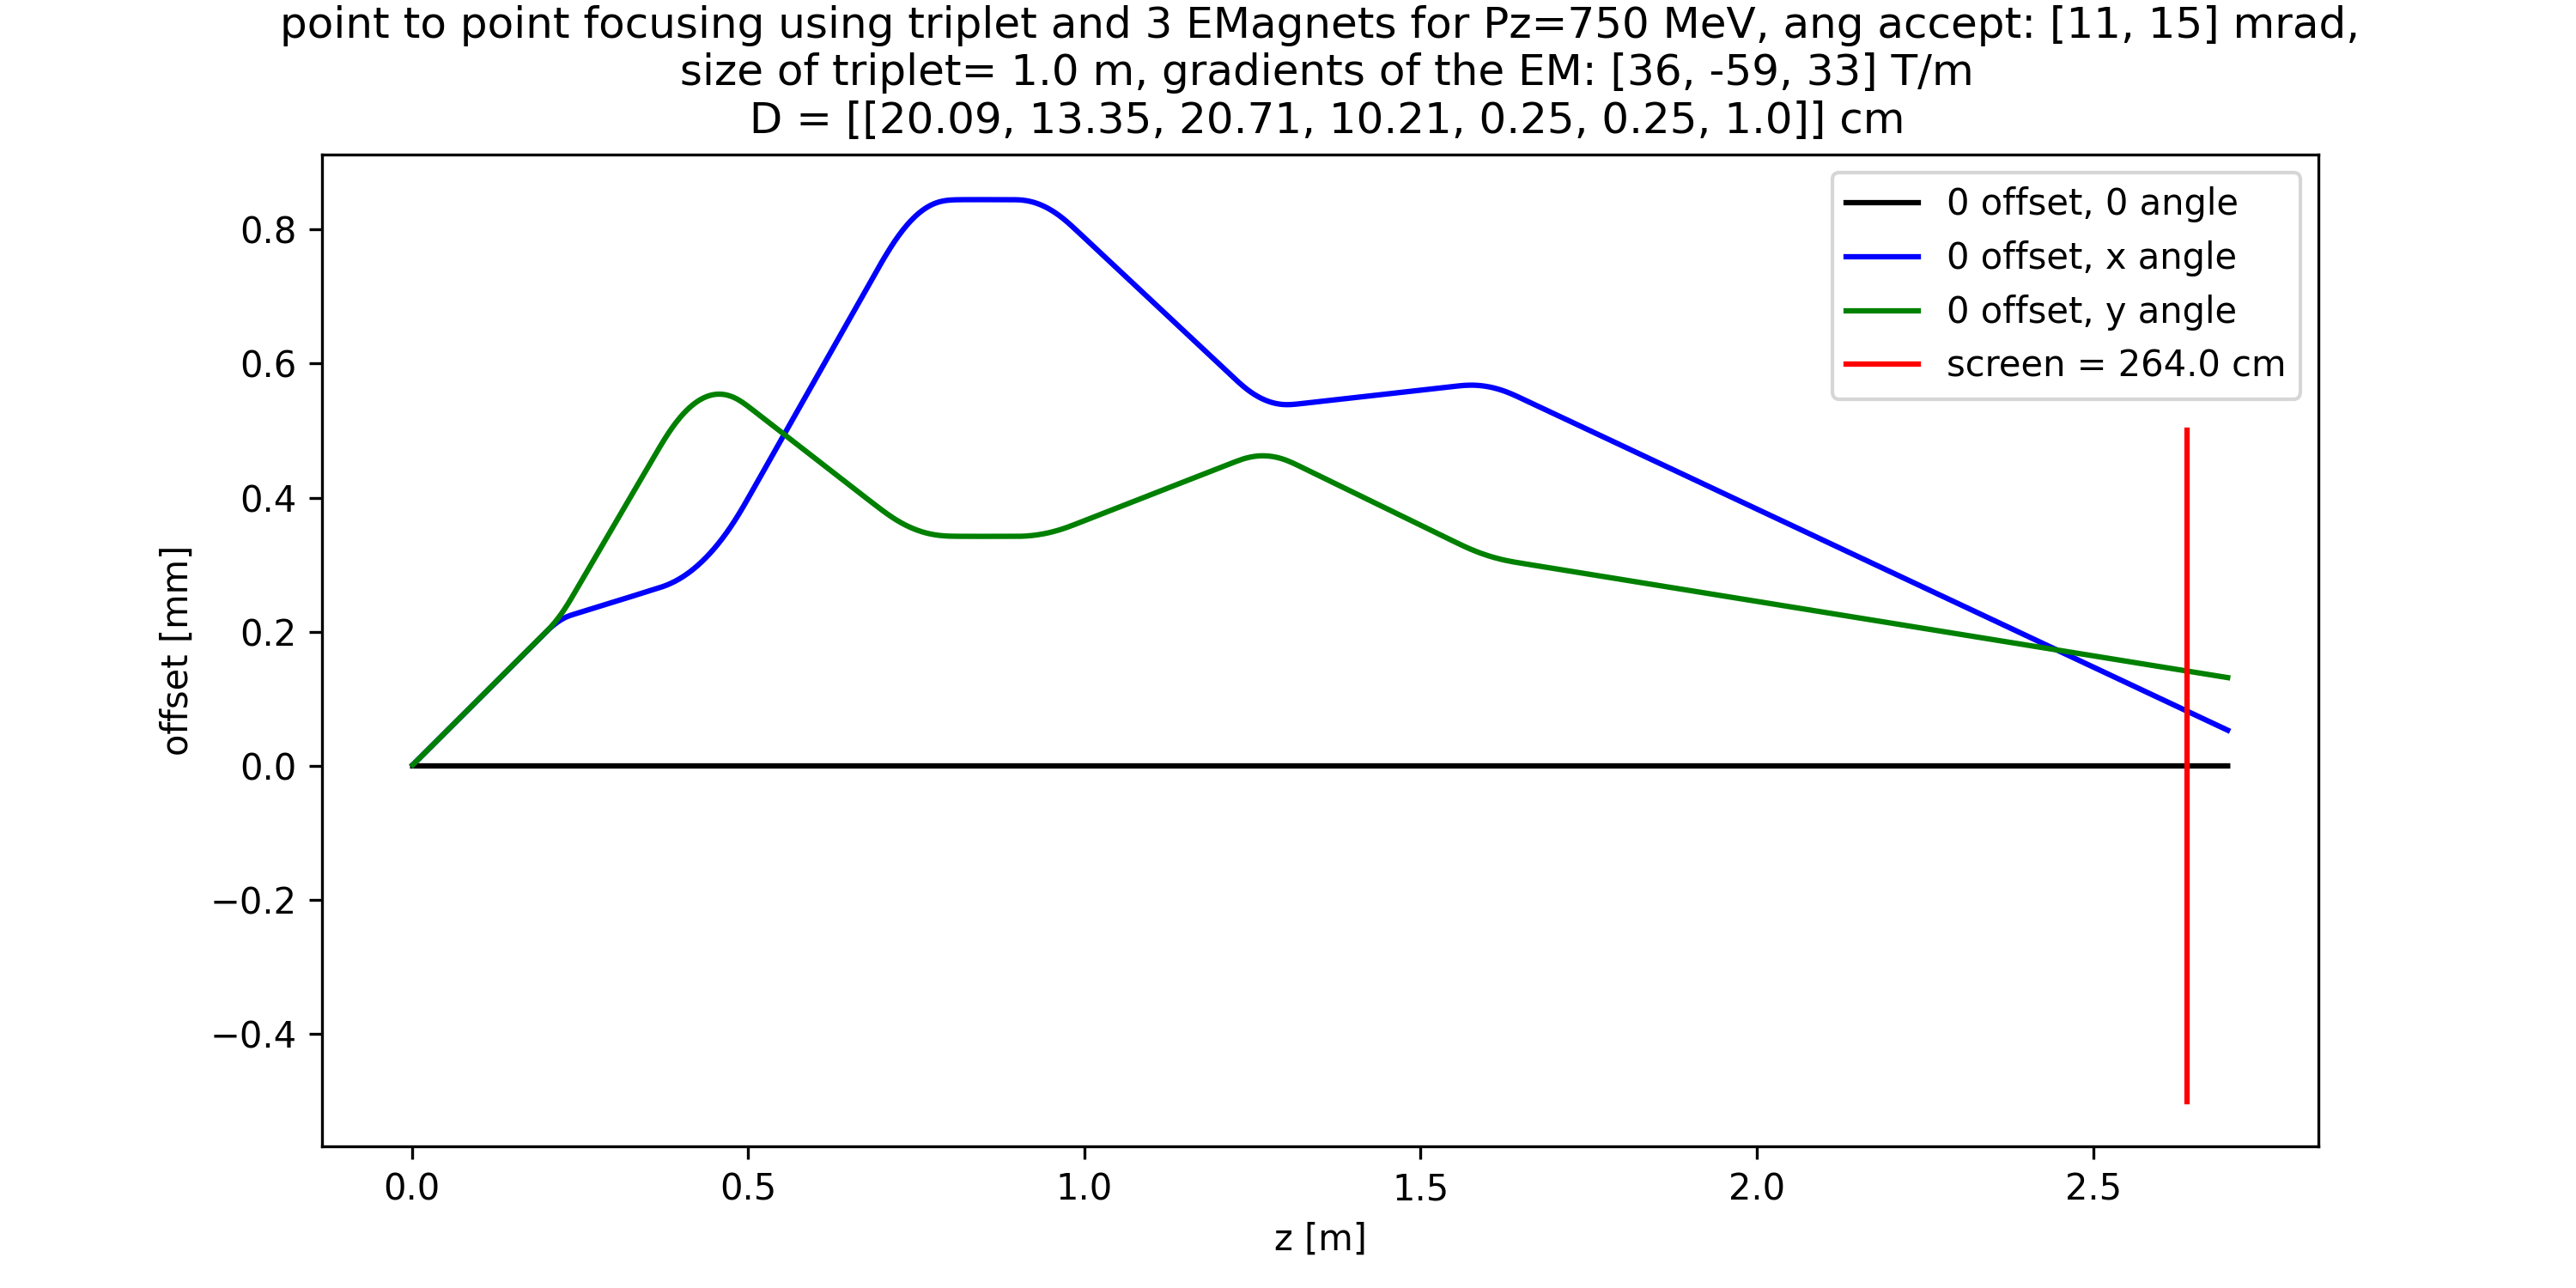 point to point focusing using triplet and 3 EMagnets for Pz=750 MeV, ang accept: [11, 15] mrad,
size of triplet= 1.0 m, gradients of the EM: [36, -59, 33] T/m
D = [[20.09, 13.35, 20.71, 10.21, 0.25, 0.25, 1.0]] cm
0 offset, 0 angle
0 offset, x angle
0 offset, y angle
screen = 264.0 cm
offset [mm]
0.8
0.6
0.4
0.2
0.0
−0.2
−0.4
0.0 0.5 1.0 1.5 2.0 2.5
z [m]